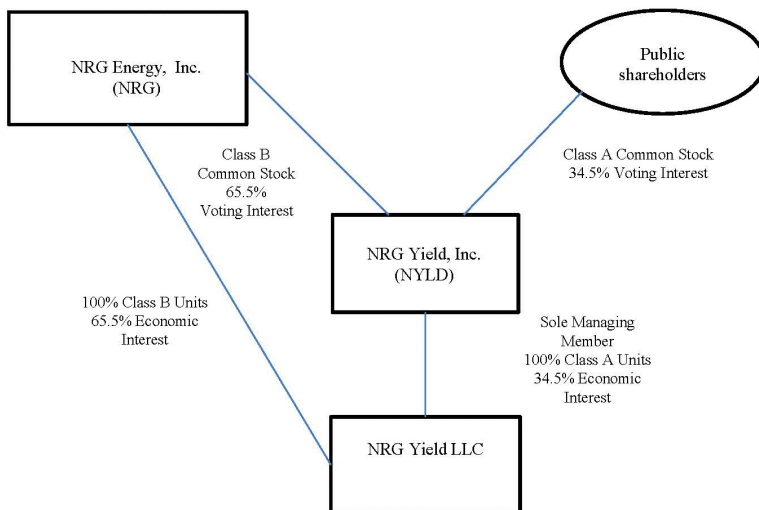 NRG Energy, Inc.
(NRG)
Public
shareholders
Class B
Common Stock
65.5%
Voting Interest
Class A Common Stock
34.5% Voting Interest
NRG Yield, Inc.
(NYLD)
100% Class B Units
65.5% Economic
Interest
Sole Managing
Member
100% Class A Units
34.5% Economic
Interest
NRG Yield LLC